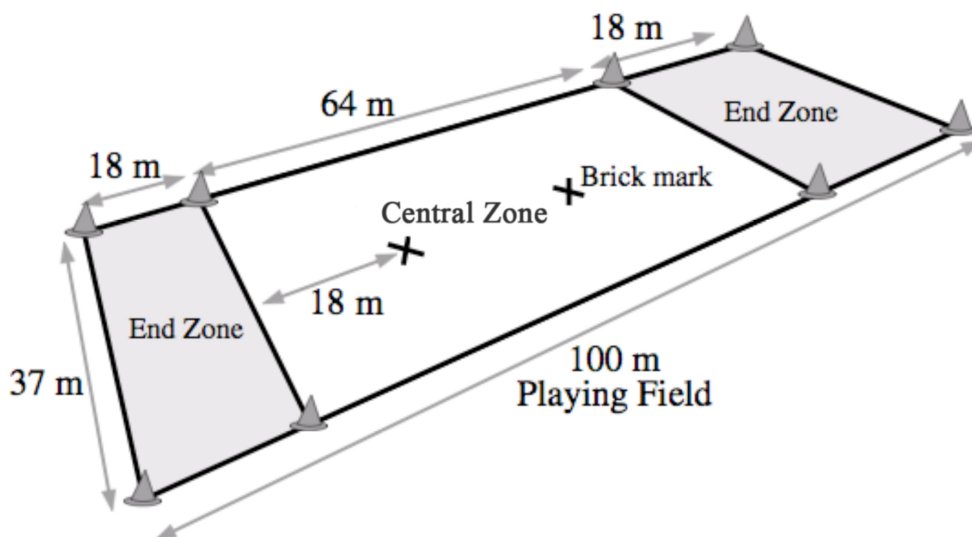 18 m
64 m
18 m
End Zone
Brick mark
Central Zone
18 m
End Zone
37 m
100 m
Playing Field